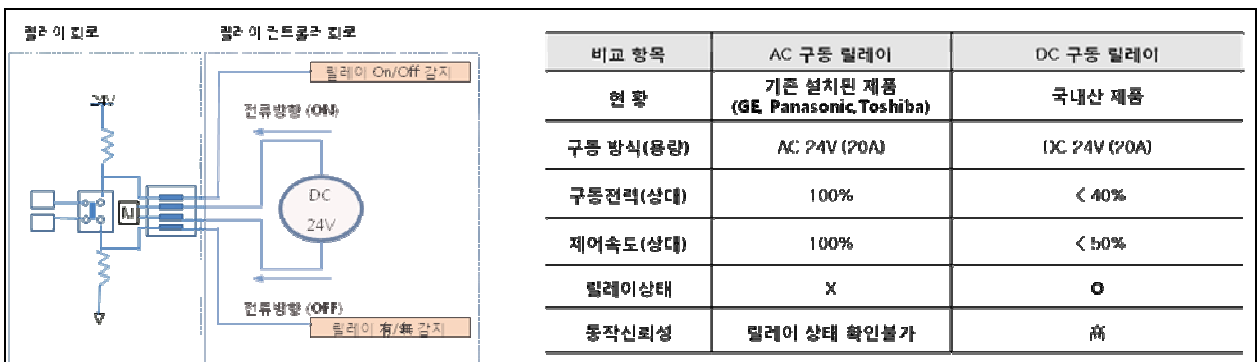 릴레이 회로
릴레이 컨트롤러 회로
릴레이 On/Off 감지
전류방향 (ON)
24V
N
DC
24V
전류방향 (OFF)
릴레이 有/無 감지
비교 항목 AC 구동 릴레이 DC 구동 릴레이
현 황 기존 설치된 제품 국내산 제품
(GE, Panasonic,Toshiba)
구동 방식(용량) AC 24V (20A) DC 24V (20A)
구동전력(상대) 100% < 40%
제어속도(상대) 100% < 50%
릴레이상태 X O
동작신뢰성 릴레이 상태 확인불가 高